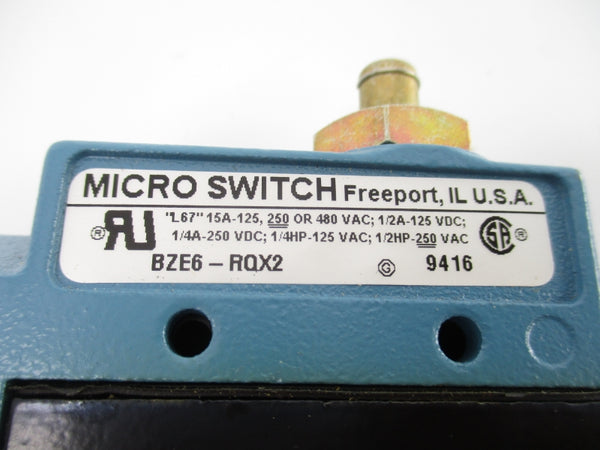 MICRO SWITCH Freeport, IL U.S.A.
"L67" 15A-125, 250 OR 480 VAC; 1/2A-125 VDC;
1/4A-250 VDC; 1/4HP-125 VAC; 1/2HP-250 VAC
BZE6 – RQX2 G 9416